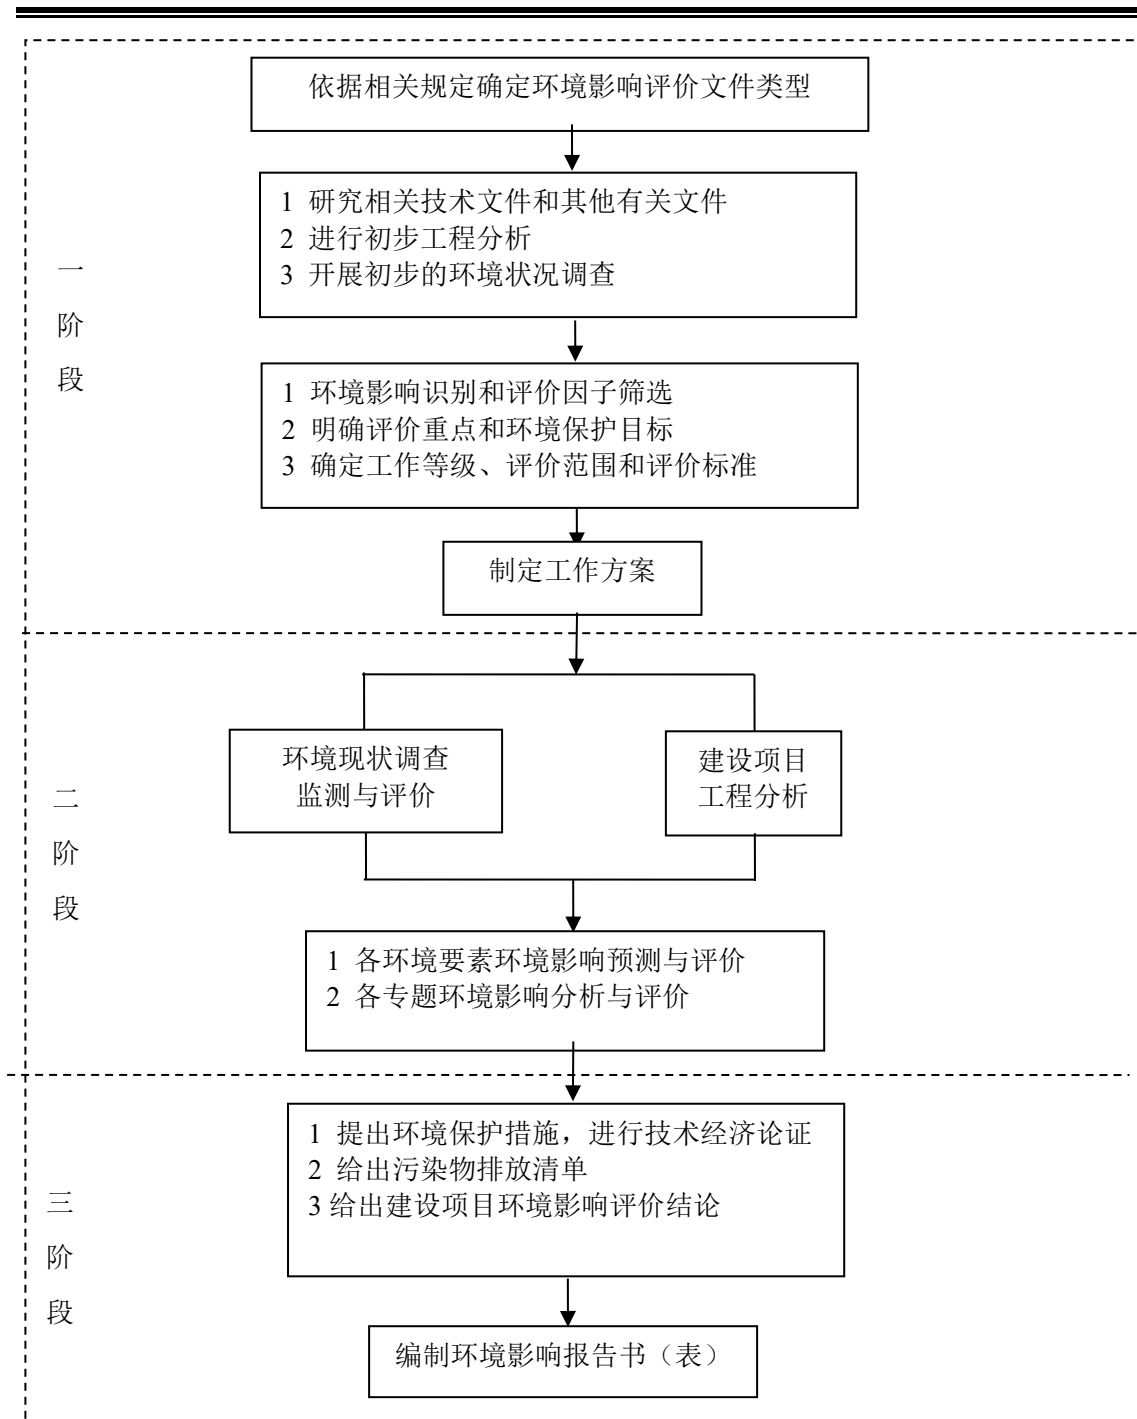 依据相关规定确定环境影响评价文件类型
1 研究相关技术文件和其他有关文件
2 进行初步工程分析
3 开展初步的环境状况调查
一
阶
段
1 环境影响识别和评价因子筛选
2 明确评价重点和环境保护目标
3 确定工作等级、评价范围和评价标准
制定工作方案
环境现状调查
监测与评价
建设项目
工程分析
二
阶
段
1 各环境要素环境影响预测与评价
2 各专题环境影响分析与评价
1 提出环境保护措施，进行技术经济论证
2 给出污染物排放清单
3给出建设项目环境影响评价结论
三
阶
段
编制环境影响报告书（表）